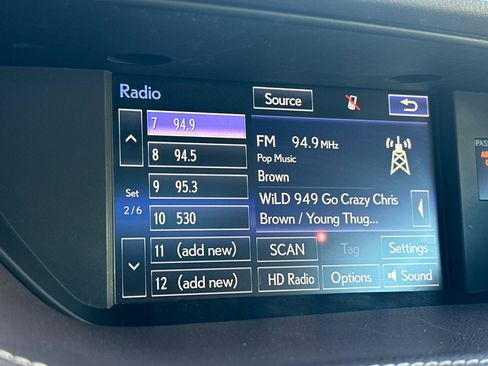 Radio
Source
7 94.9
8 94.5
9 95.3
10 530
11 (add new)
12 (add new)
Set
2/6
FM 94.9 MHz
Pop Music
Brown
WiLD 949 Go Crazy Chris
Brown / Young Thug...
SCAN
Tag
Settings
HD Radio
Options
Sound